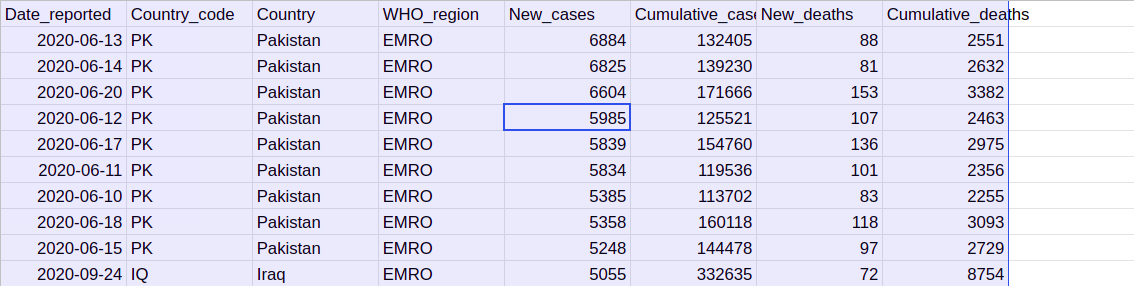 Date_reported Country_code Country WHO_region New_cases Cumulative_cas New_deaths Cumulative_deaths
2020-06-13 PK Pakistan EMRO 6884 132405 88 2551
2020-06-14 PK Pakistan EMRO 6825 139230 81 2632
2020-06-20 PK Pakistan EMRO 6604 171666 153 3382
2020-06-12 PK Pakistan EMRO 5985 125521 107 2463
2020-06-17 PK Pakistan EMRO 5839 154760 136 2975
2020-06-11 PK Pakistan EMRO 5834 119536 101 2356
2020-06-10 PK Pakistan EMRO 5385 113702 83 2255
2020-06-18 PK Pakistan EMRO 5358 160118 118 3093
2020-06-15 PK Pakistan EMRO 5248 144478 97 2729
2020-09-24 IQ Iraq EMRO 5055 332635 72 8754